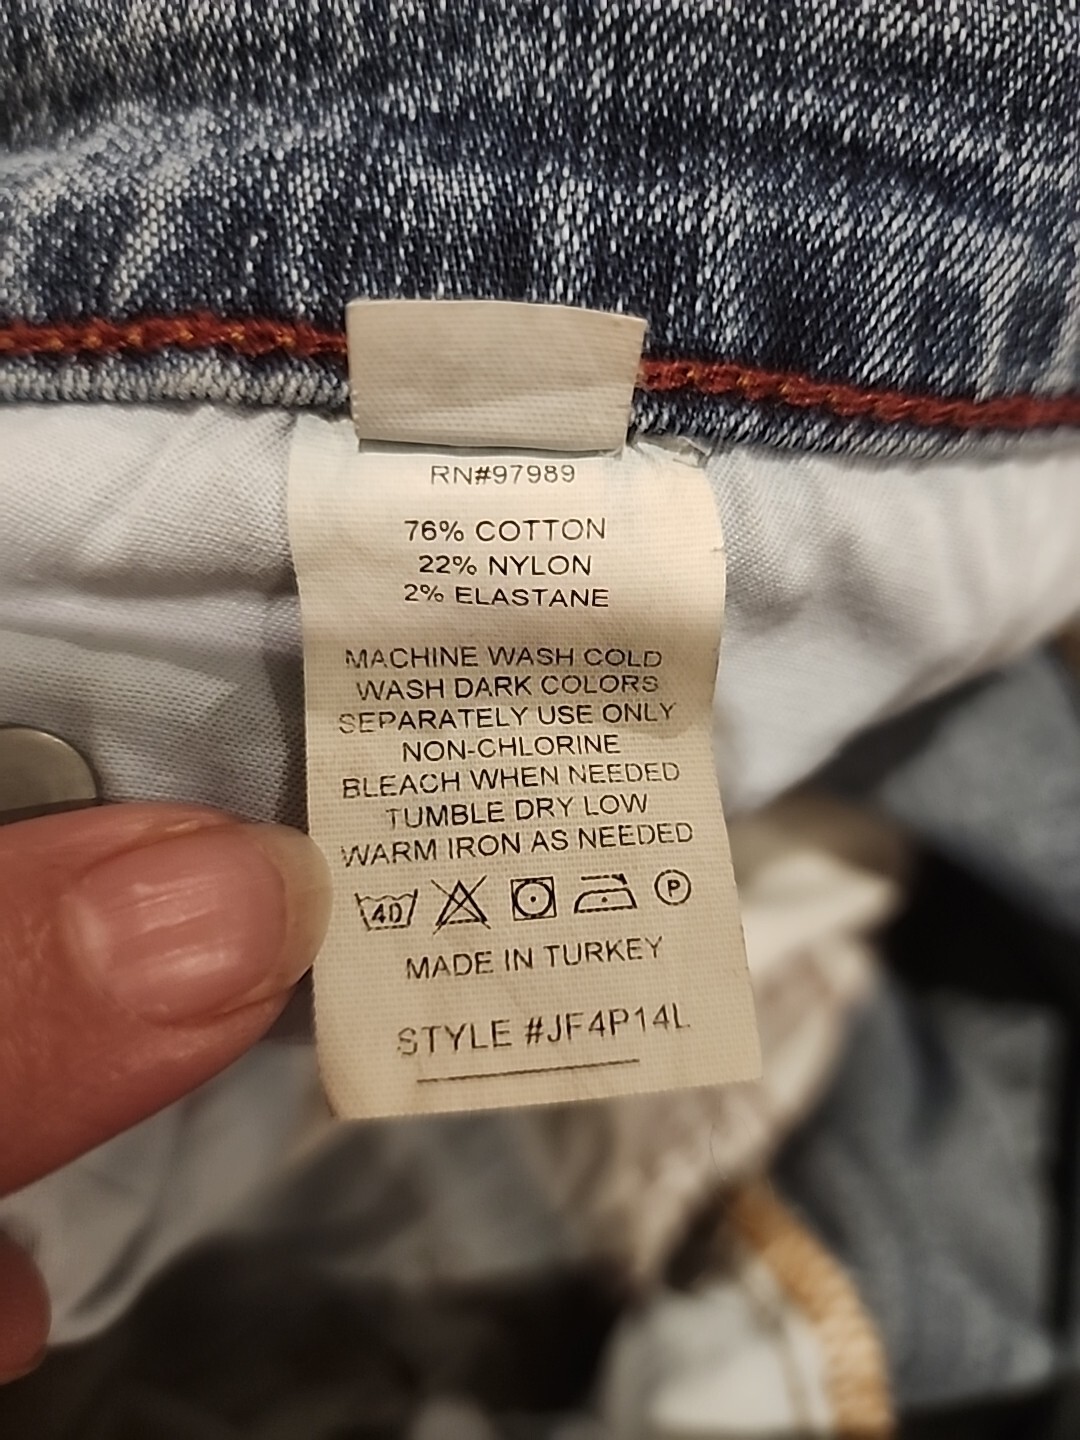 RN#97989
76% COTTON
22% NYLON
2% ELASTANE
MACHINE WASH COLD
WASH DARK COLORS
SEPARATELY USE ONLY
NON-CHLORINE
BLEACH WHEN NEEDED
TUMBLE DRY LOW
WARM IRON AS NEEDED
40 P
MADE IN TURKEY
STYLE #JF4P14L